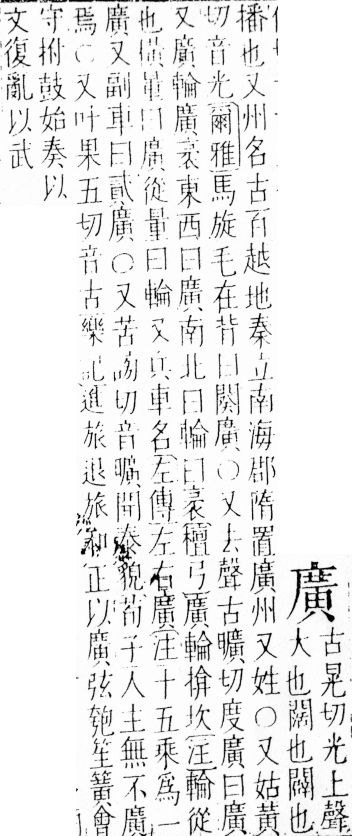 廣
古晃切光上聲
大也闊也闢也
播也又州名古百越地秦立南海郡隋置廣州又姓○又姑黃
切音光爾雅馬旋毛在背曰闋廣○又去聲古曠切度廣曰廣
又廣輪廣袤東西曰廣南北曰輪曰袤檀弓廣輪揜坎注輪從
也橫量曰廣從量曰輪又兵車名左傳左右廣注十五乘爲一
廣又副車曰貳廣○又苦謗切音曠開泰貌荀子人主無不廣
焉○又叶果五切音古樂記進旅退旅和正以廣弦匏笙簧會
守拊鼓始奏以
文復亂以武